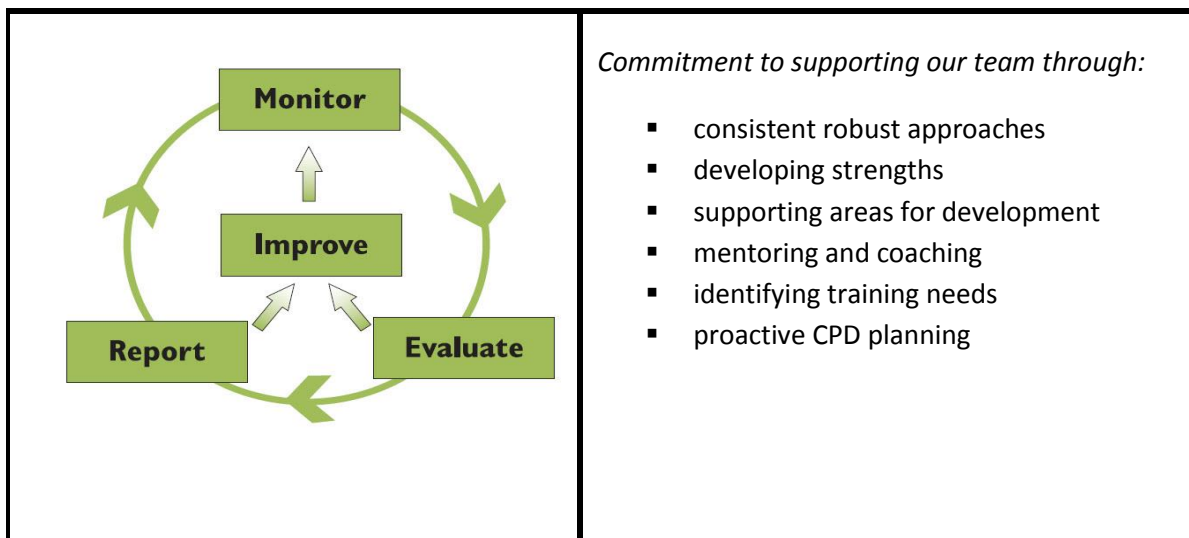 Monitor
Improve
Report
Evaluate
Commitment to supporting our team through:
▪ consistent robust approaches
▪ developing strengths
▪ supporting areas for development
▪ mentoring and coaching
▪ identifying training needs
▪ proactive CPD planning